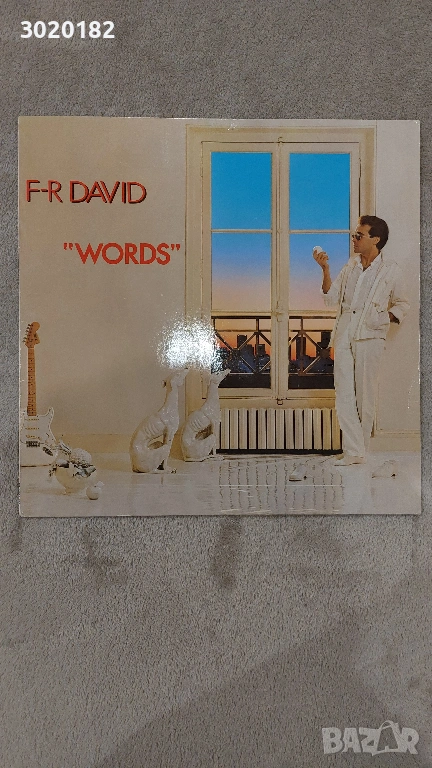 3020182
F-R DAVID
"WORDS"
BAZAR